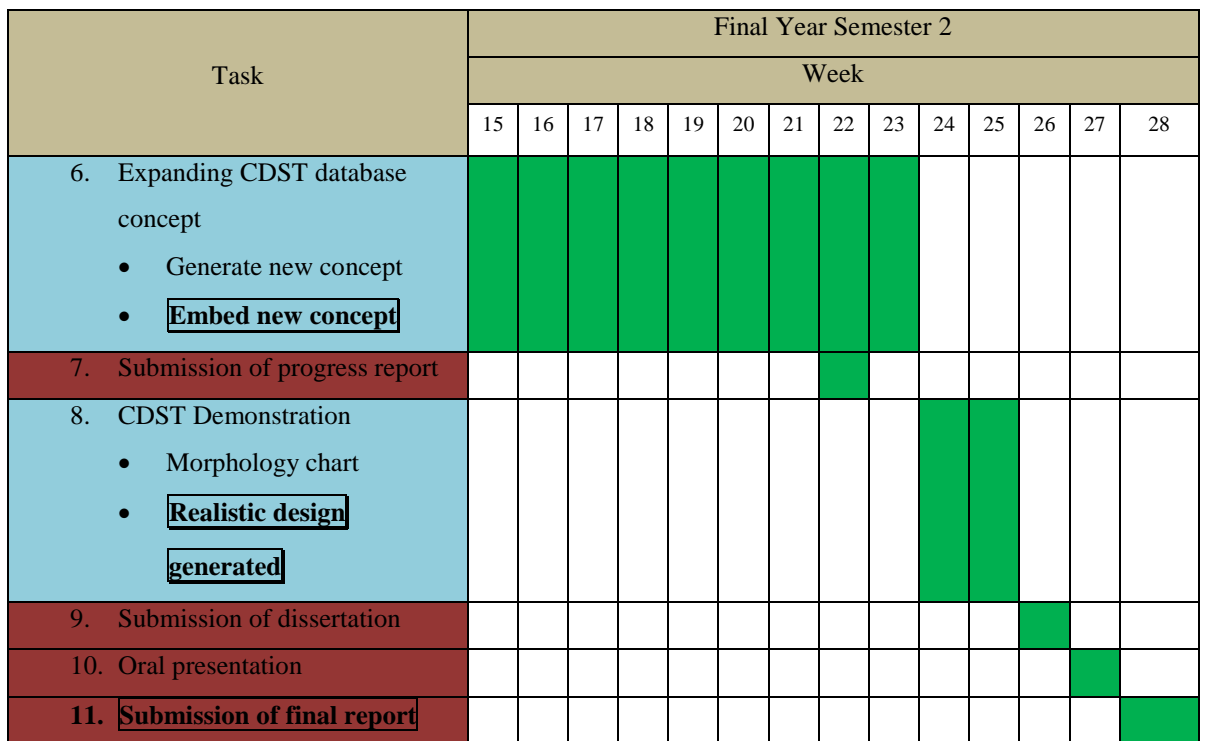 Final Year Semester 2
Task
Week
15 16 17 18 19 20 21 22 23 24 25 26 27 28
6. Expanding CDST database
concept
• Generate new concept
• Embed new concept
7. Submission of progress report
8. CDST Demonstration
• Morphology chart
• Realistic design
generated
9. Submission of dissertation
10. Oral presentation
11. Submission of final report